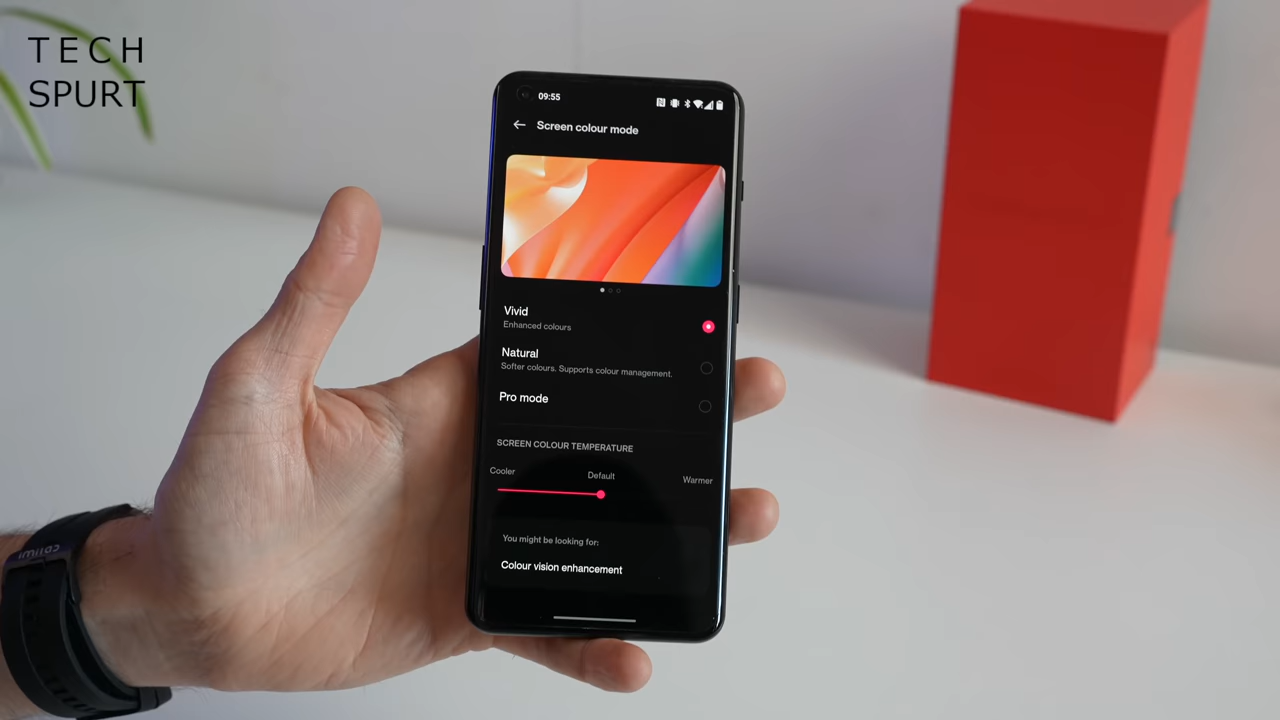 TECH
SPURT
09:55
Screen colour mode
Vivid
Enhanced colours
Natural
Softer colours. Supports colour management.
Pro mode
SCREEN COLOUR TEMPERATURE
Cooler
Default
Warmer
You might be looking for:
Colour vision enhancement